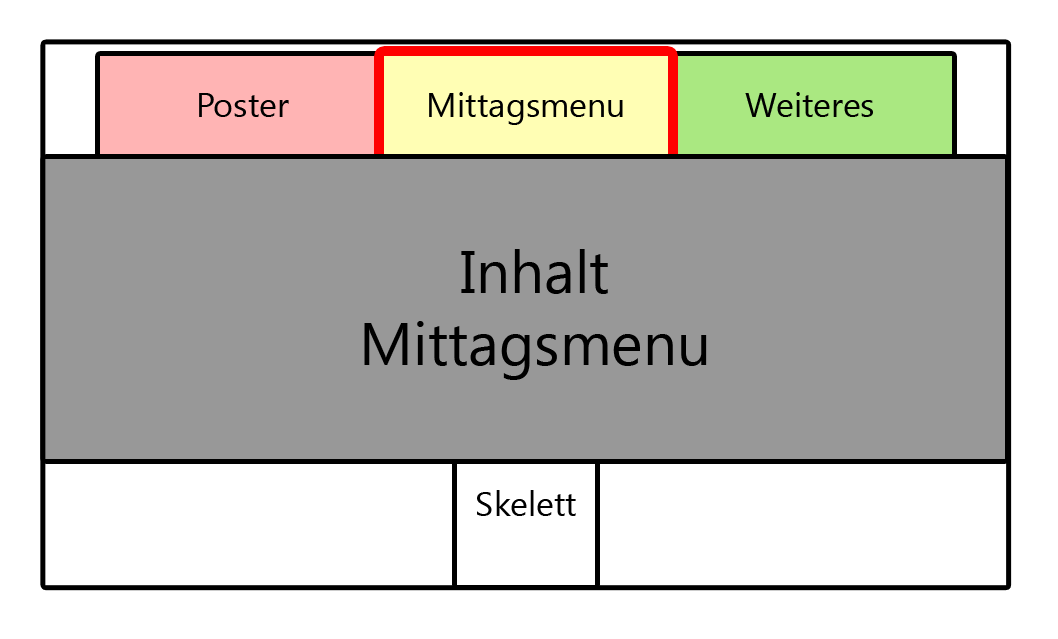 Poster
Mittagsmenu
Weiteres
Inhalt
Mittagsmenu
Skelett